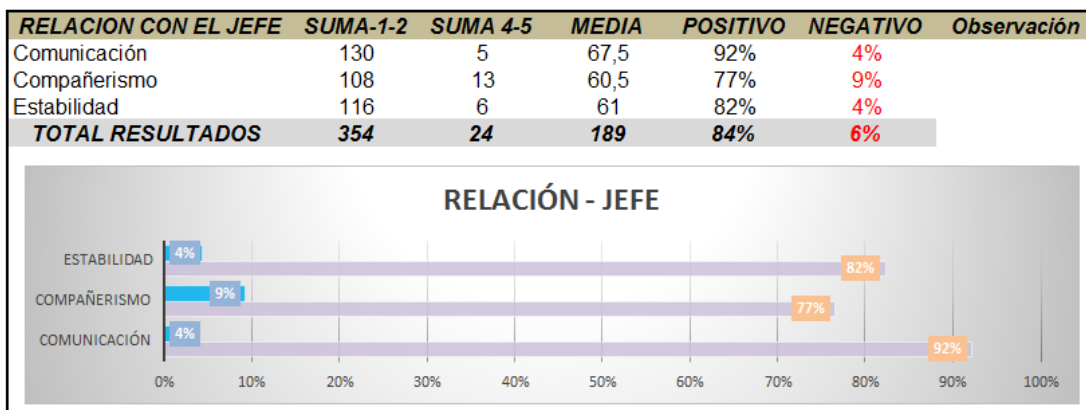 RELACION CON EL JEFE SUMA-1-2 SUMA 4-5 MEDIA POSITIVO NEGATIVO Observación
Comunicación 130 5 67,5 92% 4%
Compañerismo 108 13 60,5 77% 9%
Estabilidad 116 6 61 82% 4%
TOTAL RESULTADOS 354 24 189 84% 6%
RELACIÓN - JEFE
ESTABILIDAD 4%
82%
COMPAÑERISMO 9%
77%
COMUNICACIÓN 4%
92%
0% 10% 20% 30% 40% 50% 60% 70% 80% 90% 100%